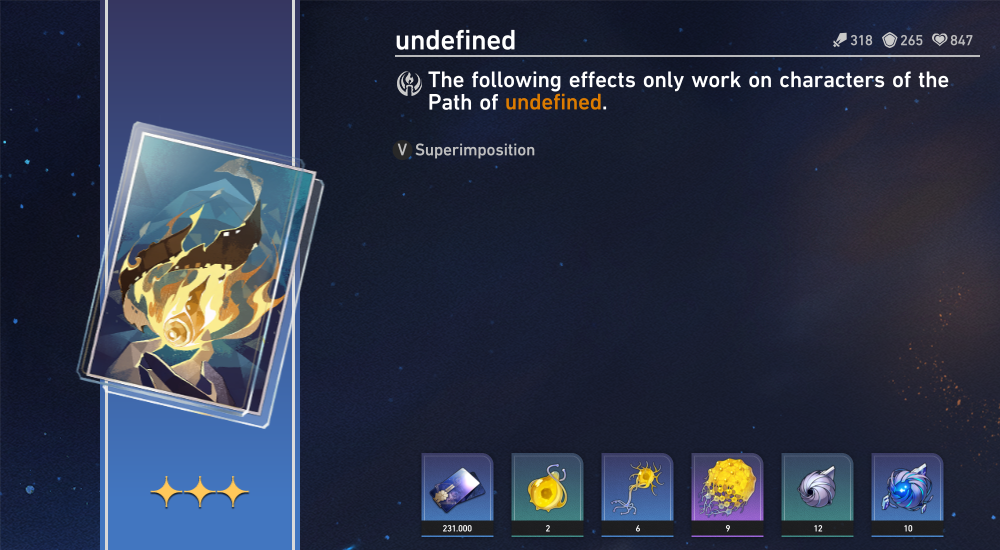 undefined
318 265 847
The following effects only work on characters of the
Path of undefined.
V Superimposition
231.000 2 6 9 12 10